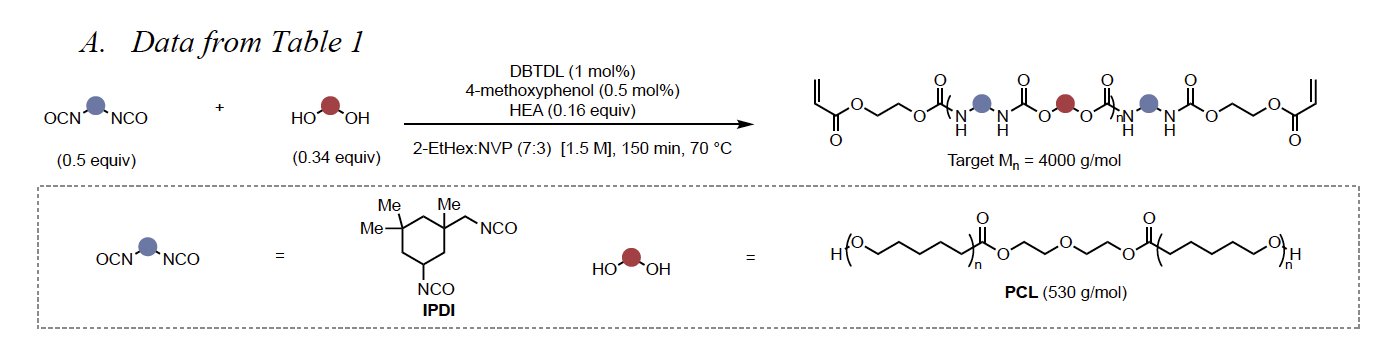 A. Data from Table 1
DBTDL (1 mol%)
4-methoxyphenol (0.5 mol%)
HEA (0.16 equiv)
OCN NCO
+
HO OH
(0.5 equiv)
(0.34 equiv)
2-EtHex:NVP (7:3) [1.5 M], 150 min, 70 °C
O O O O O O N H N H O O O n N H N H O O O O
Target Mn = 4000 g/mol
Me Me
Me NCO
OCN NCO
=
NCO
IPDI
HO OH
=
H O n O O O O O O n H
PCL (530 g/mol)